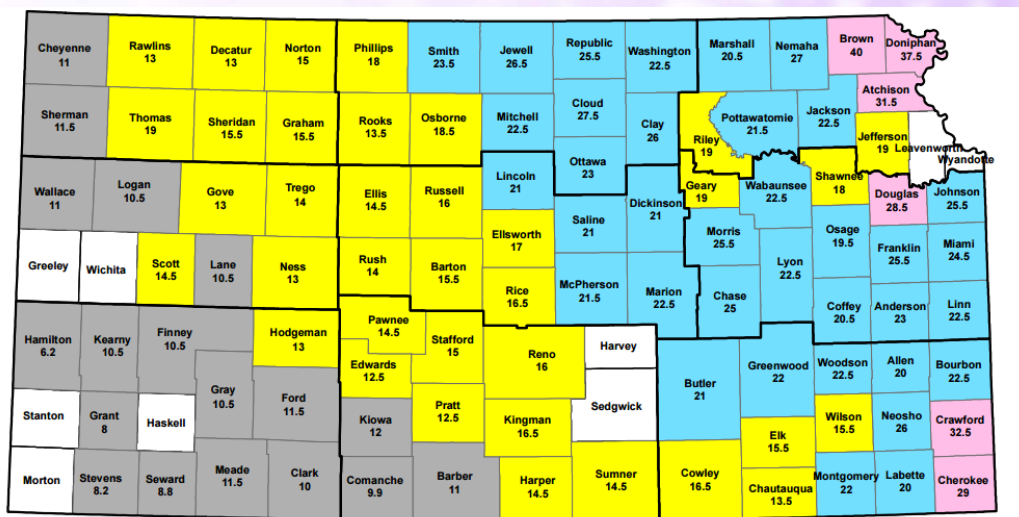 Cheyenne
11
Rawlins
13
Decatur
13
Norton
15
Phillips
18
Smith
23.5
Jewell
26.5
Republic
25.5
Washington
22.5
Marshall
20.5
Nemaha
27
Brown
40
Doniphan
37.5
Atchison
31.5
Sherman
11.5
Thomas
19
Sheridan
15.5
Graham
15.5
Rooks
13.5
Osborne
18.5
Mitchell
22.5
Cloud
27.5
Clay
26
Riley
19
Pottawatomie
21.5
Jackson
22.5
Jefferson
19
Leavenworth
Wyandotte
Ottawa
23
Wallace
11
Logan
10.5
Gove
13
Trego
14
Ellis
14.5
Russell
16
Lincoln
21
Saline
21
Dickinson
21
Geary
19
Wabaunsee
22.5
Shawnee
18
Douglas
28.5
Johnson
25.5
Ellsworth
17
Morris
25.5
Osage
19.5
Franklin
25.5
Miami
24.5
Greeley
Wichita
Scott
14.5
Lane
10.5
Ness
13
Rush
14
Barton
15.5
Rice
16.5
McPherson
21.5
Marion
22.5
Chase
25
Lyon
22.5
Coffey
20.5
Anderson
23
Linn
22.5
Hamilton
6.2
Kearny
10.5
Finney
10.5
Hodgeman
13
Pawnee
14.5
Stafford
15
Reno
16
Harvey
Edwards
12.5
Sedgwick
Butler
21
Greenwood
22
Woodson
22.5
Allen
20
Bourbon
22.5
Stanton
Grant
8
Haskell
Gray
10.5
Ford
11.5
Kiowa
12
Pratt
12.5
Kingman
16.5
Elk
15.5
Wilson
15.5
Neosho
26
Crawford
32.5
Morton
Stevens
8.2
Seward
8.8
Meade
11.5
Clark
10
Comanche
9.9
Barber
11
Harper
14.5
Sumner
14.5
Cowley
16.5
Chautauqua
13.5
Montgomery
22
Labette
20
Cherokee
29